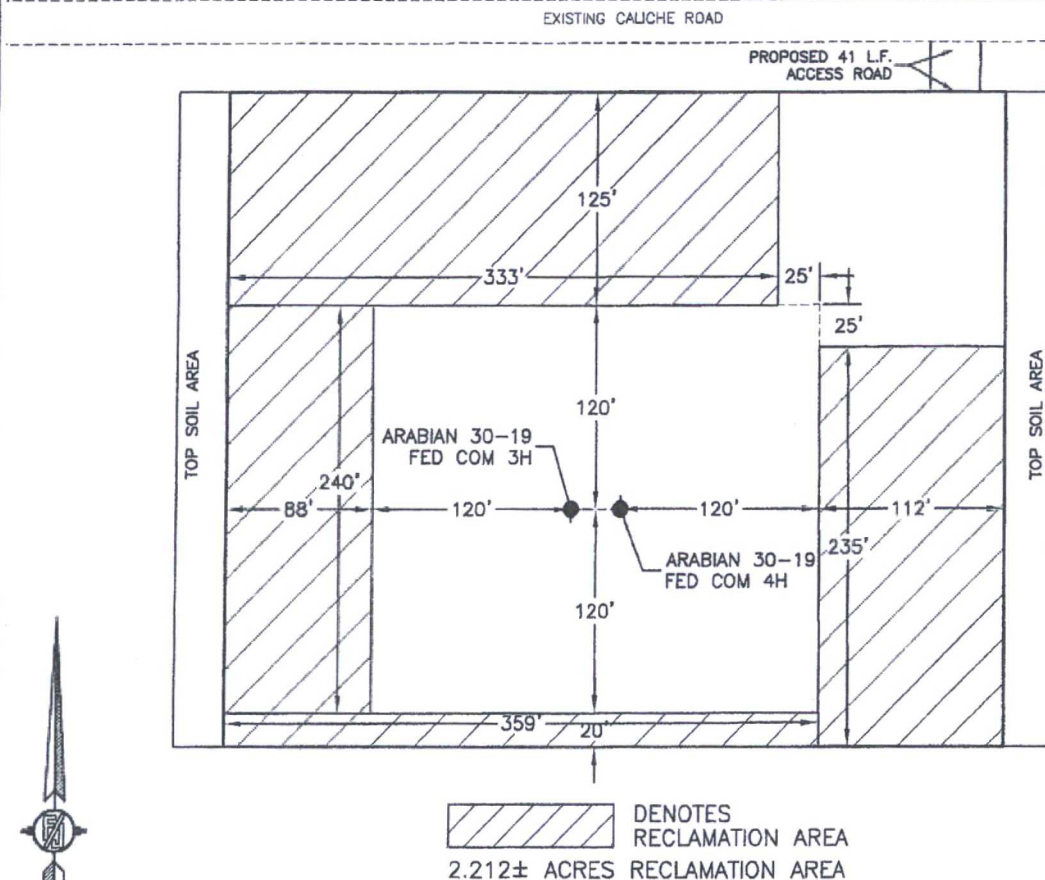 EXISTING CALICHE ROAD
PROPOSED 41 L.F.
ACCESS ROAD
125'
333'
25'
25'
TOP SOIL AREA
TOP SOIL AREA
120'
ARABIAN 30-19
FED COM 3H
240'
88'
120'
120'
112'
235'
ARABIAN 30-19
FED COM 4H
120'
359'
20'
DENOTES
RECLAMATION AREA
2.212± ACRES RECLAMATION AREA